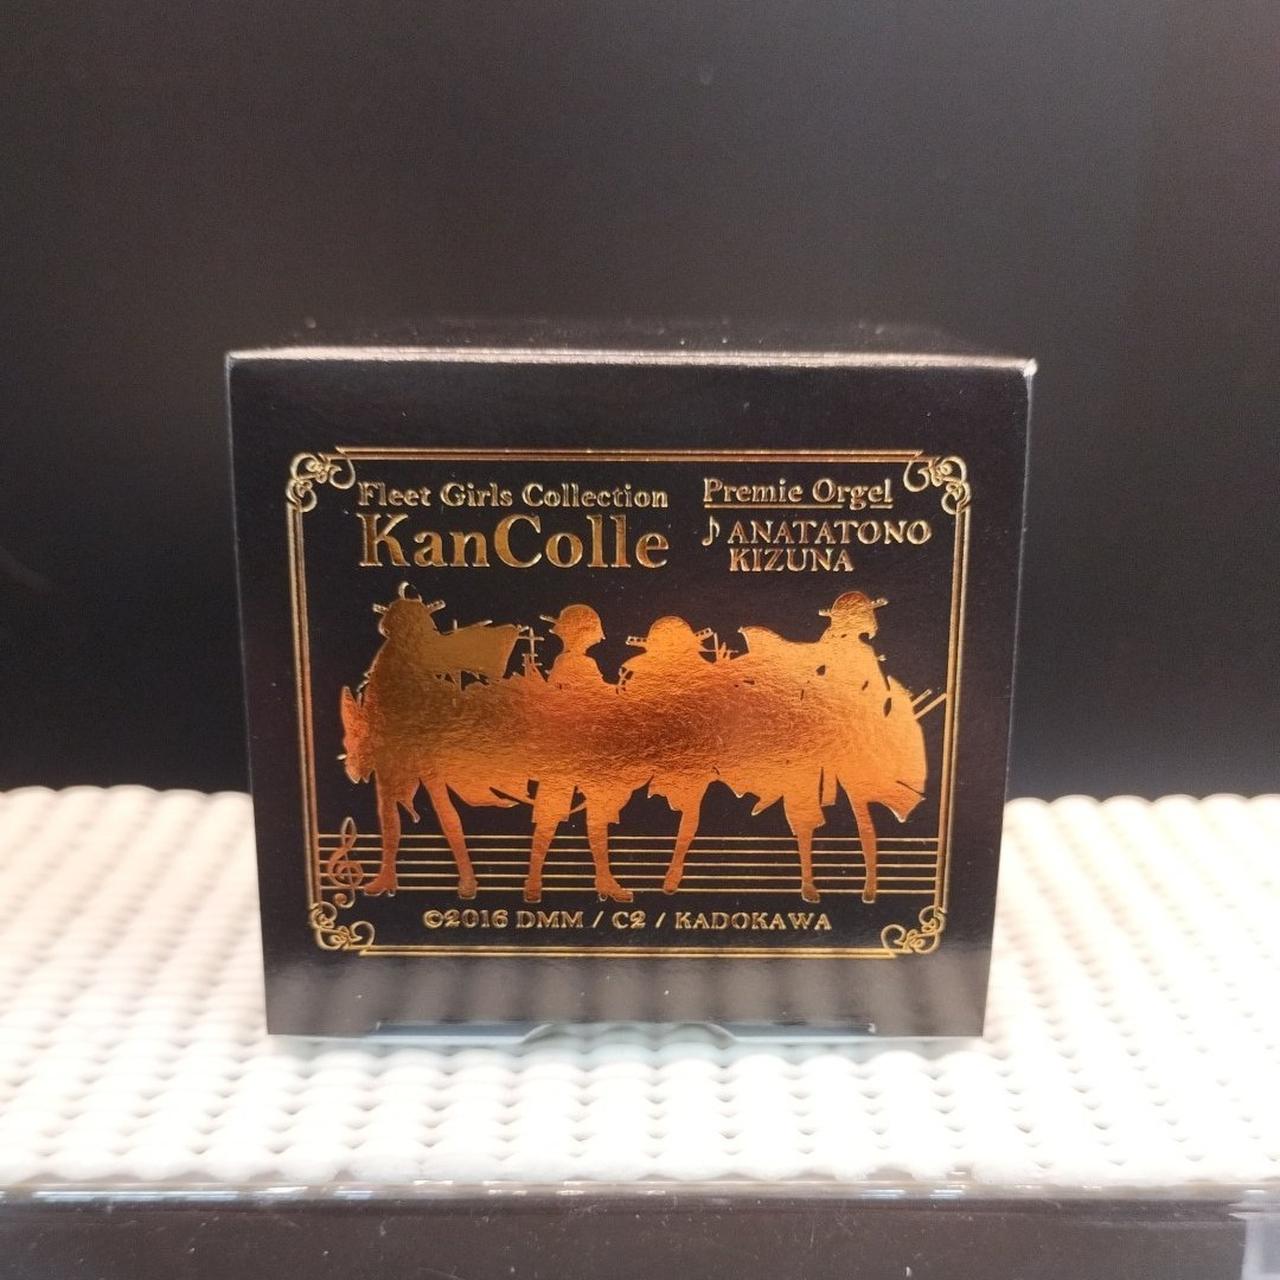 Fleet Girls Collection
KanColle
Premie Orgel
♪ ANATATONO
KIZUNA
©2016 DMM / C2 / KADOKAWA